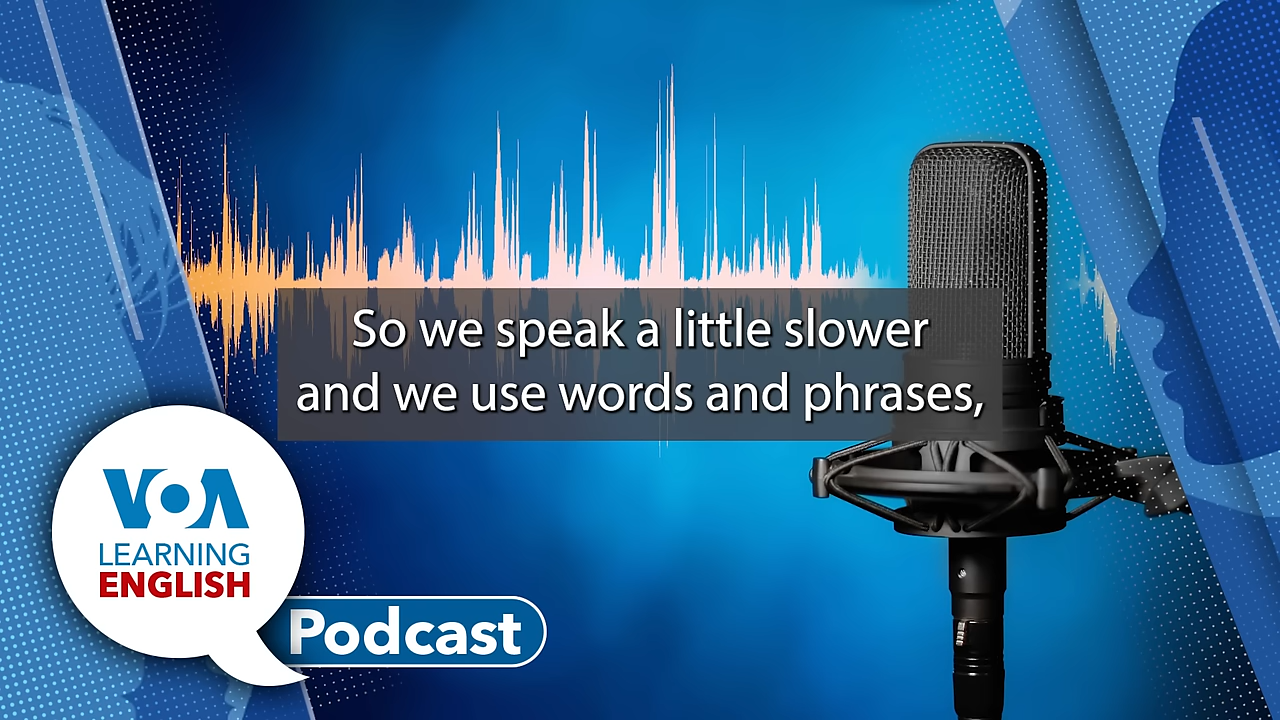 So we speak a little slower
and we use words and phrases,
VOA
LEARNING
ENGLISH
Podcast